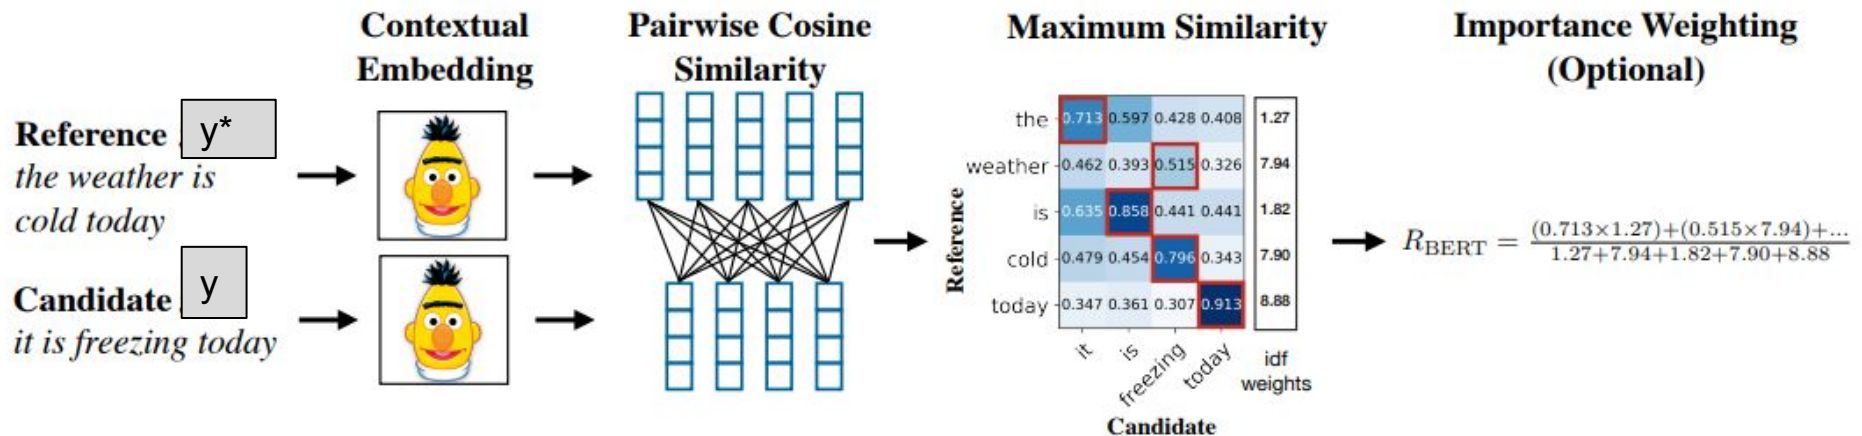 Contextual
Embedding
Pairwise Cosine
Similarity
Maximum Similarity
Importance Weighting
(Optional)
Reference y*
the weather is
cold today
Candidate y
it is freezing today
Reference
the 0.713 0.597 0.428 0.408 1.27
weather 0.462 0.393 0.515 0.326 7.94
is 0.635 0.858 0.441 0.441 1.82
cold 0.479 0.454 0.796 0.343 7.90
today 0.347 0.361 0.307 0.913 8.88
it is freezing today
idf
weights
Candidate
R_BERT = (0.713×1.27)+(0.515×7.94)+...
1.27+7.94+1.82+7.90+8.88